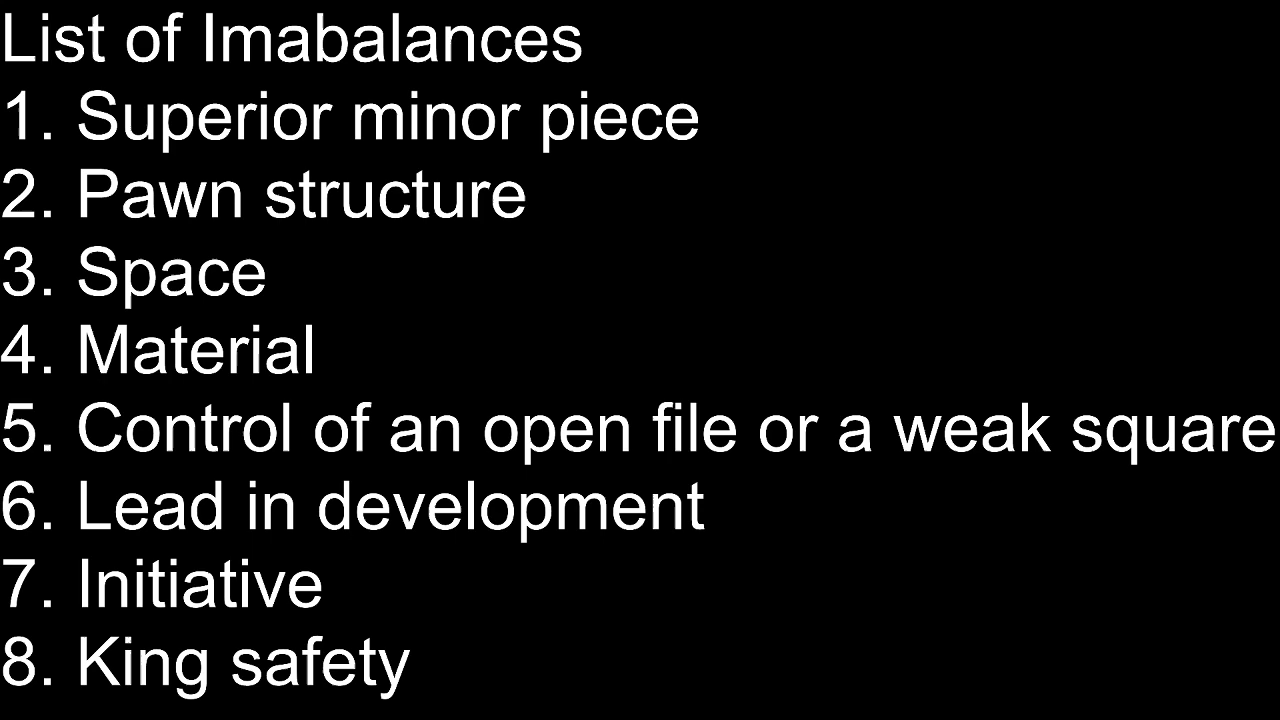 List of Imabalances
1. Superior minor piece
2. Pawn structure
3. Space
4. Material
5. Control of an open file or a weak square
6. Lead in development
7. Initiative
8. King safety